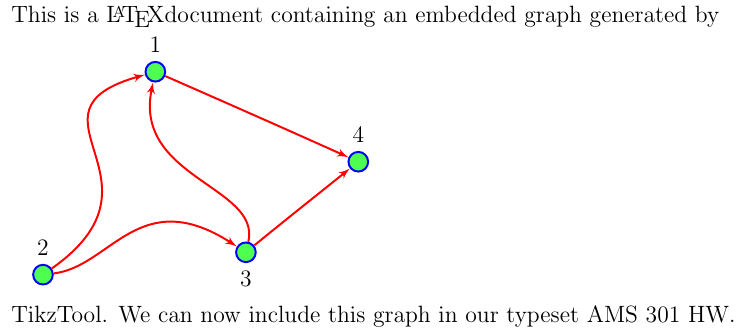 This is a LATEXdocument containing an embedded graph generated by
1
4
2
3
TikzTool. We can now include this graph in our typeset AMS 301 HW.